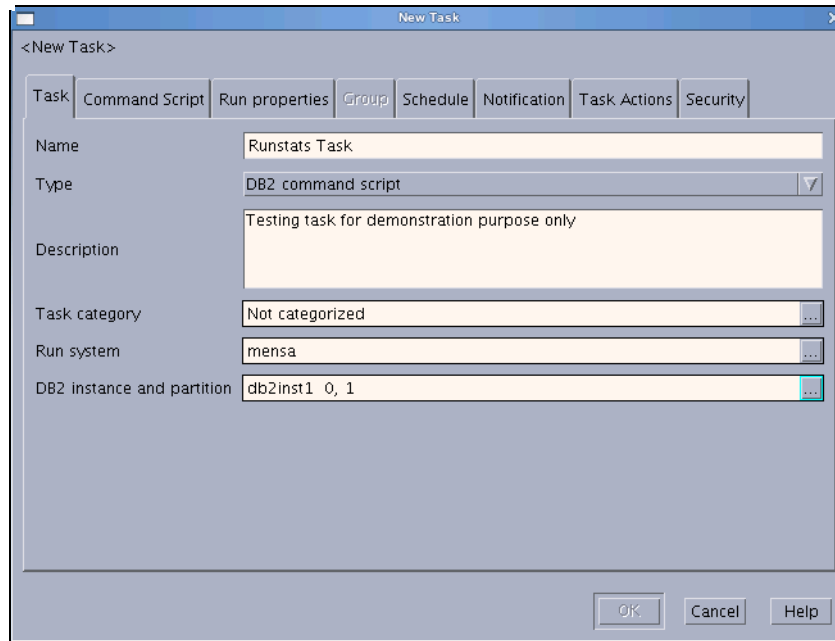 New Task
<New Task>
Task Command Script Run properties Group Schedule Notification Task Actions Security
Name Runstats Task
Type DB2 command script
Description Testing task for demonstration purpose only
Task category Not categorized ...
Run system mensa ...
DB2 instance and partition db2inst1 0, 1 ...
OK Cancel Help